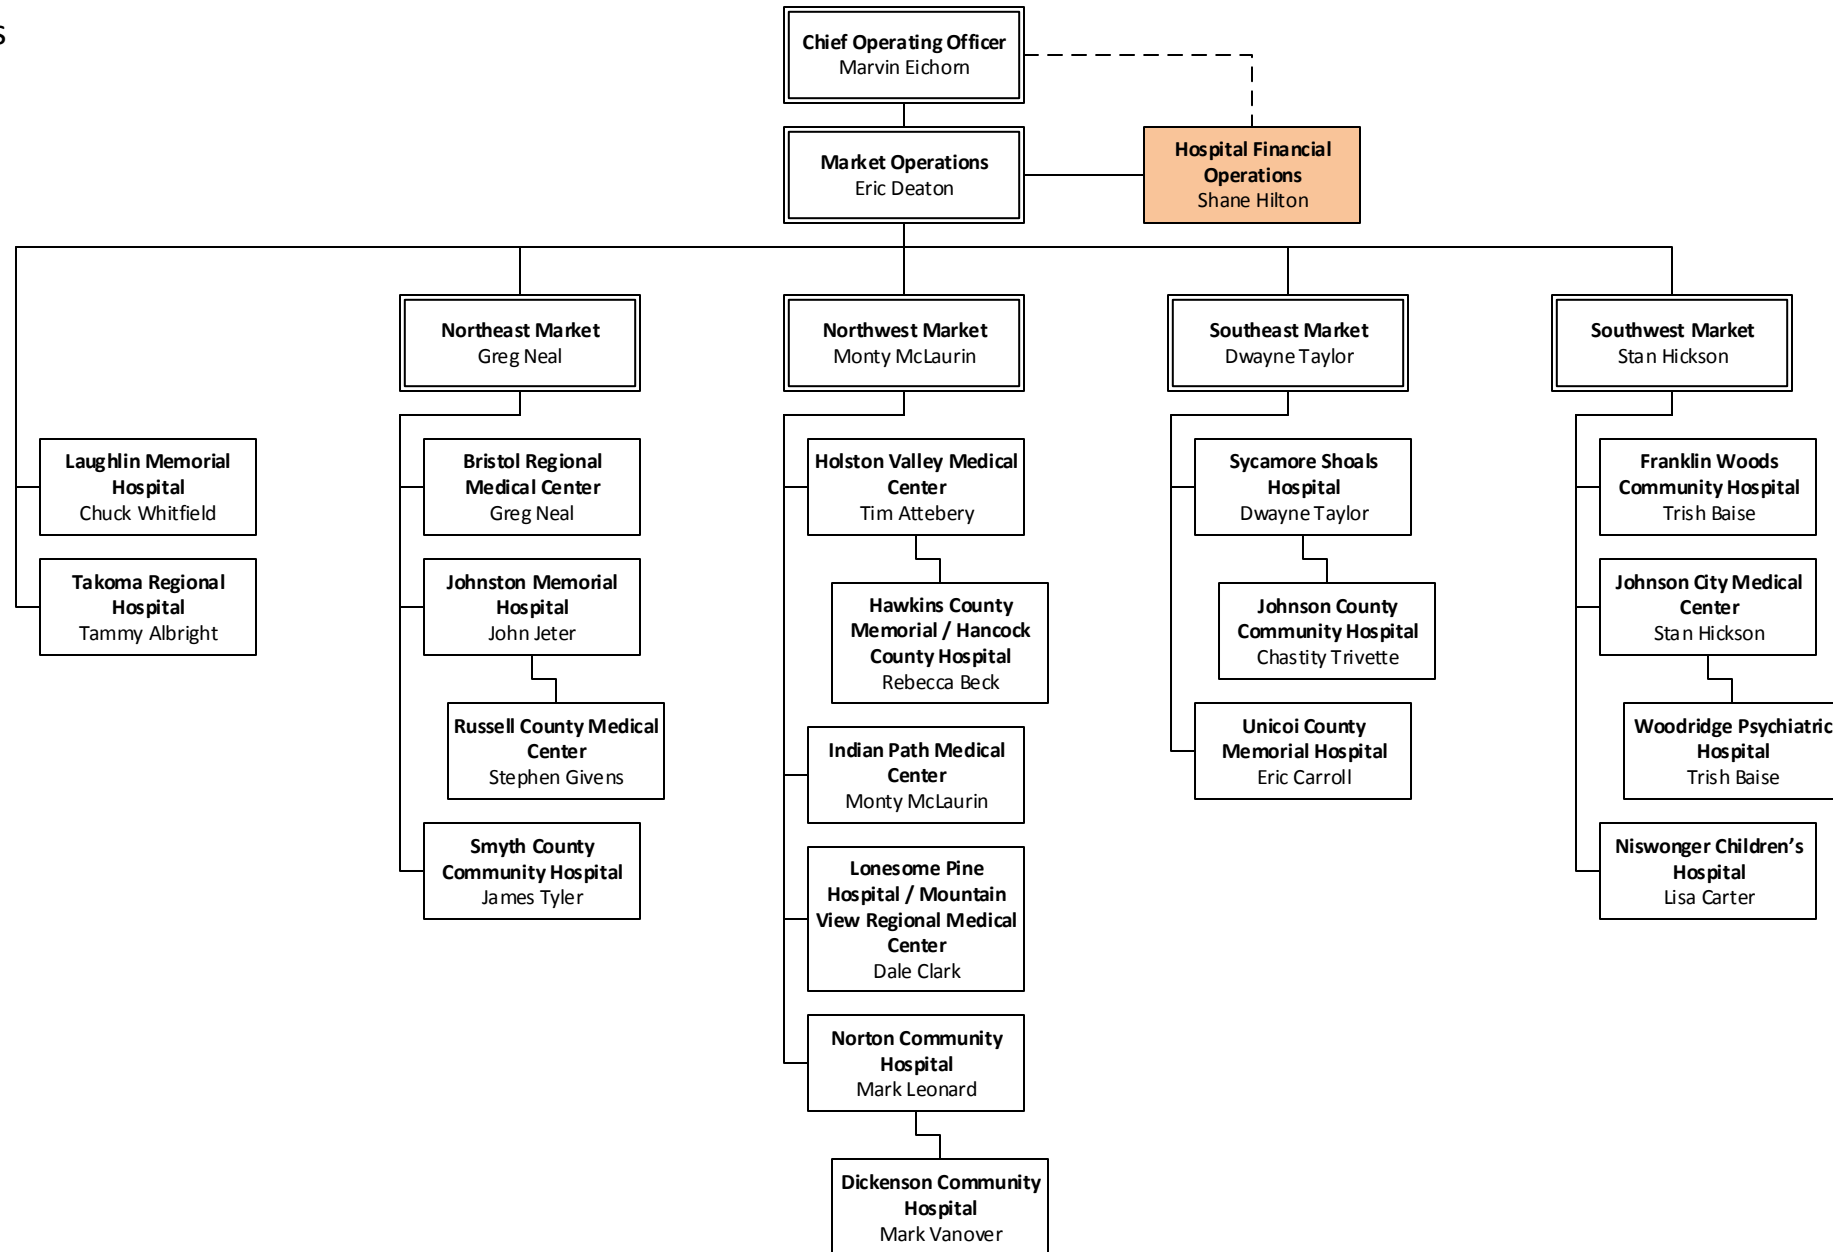 s
Chief Operating Officer
Marvin Eichorn
Market Operations
Eric Deaton
Hospital Financial
Operations
Shane Hilton
Northeast Market
Greg Neal
Northwest Market
Monty McLaurin
Southeast Market
Dwayne Taylor
Southwest Market
Stan Hickson
Laughlin Memorial
Hospital
Chuck Whitfield
Takoma Regional
Hospital
Tammy Albright
Bristol Regional
Medical Center
Greg Neal
Johnston Memorial
Hospital
John Jeter
Russell County Medical
Center
Stephen Givens
Smyth County
Community Hospital
James Tyler
Holston Valley Medical
Center
Tim Attebery
Hawkins County
Memorial / Hancock
County Hospital
Rebecca Beck
Indian Path Medical
Center
Monty McLaurin
Lonesome Pine
Hospital / Mountain
View Regional Medical
Center
Dale Clark
Norton Community
Hospital
Mark Leonard
Dickenson Community
Hospital
Mark Vanover
Sycamore Shoals
Hospital
Dwayne Taylor
Johnson County
Community Hospital
Chastity Trivette
Unicoi County
Memorial Hospital
Eric Carroll
Franklin Woods
Community Hospital
Trish Baise
Johnson City Medical
Center
Stan Hickson
Woodridge Psychiatric
Hospital
Trish Baise
Niswonger Children’s
Hospital
Lisa Carter